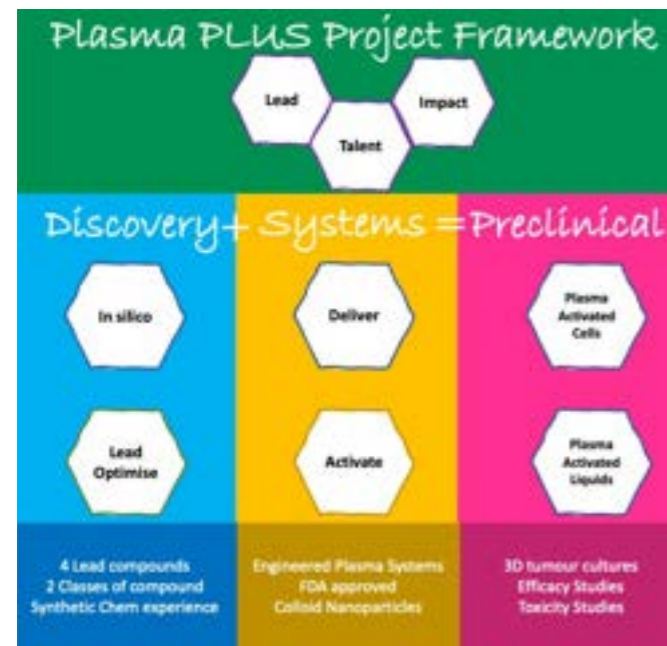 Plasma PLUS Project Framework
Lead
Impact
Talent
Discovery + Systems = Preclinical
In silico
Deliver
Plasma
Activated
Cells
Lead
Optimise
Activate
Plasma
Activated
Liquids
4 Lead compounds
2 Classes of compound
Synthetic Chem experience
Engineered Plasma Systems
FDA approved
Colloid Nanoparticles
3D tumour cultures
Efficacy Studies
Toxicity Studies